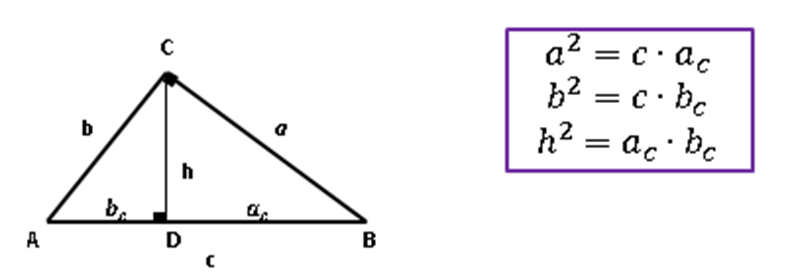 C
b
a
h
b_c
a_c
A
D
B
c
a² = c · a_c
b² = c · b_c
h² = a_c · b_c